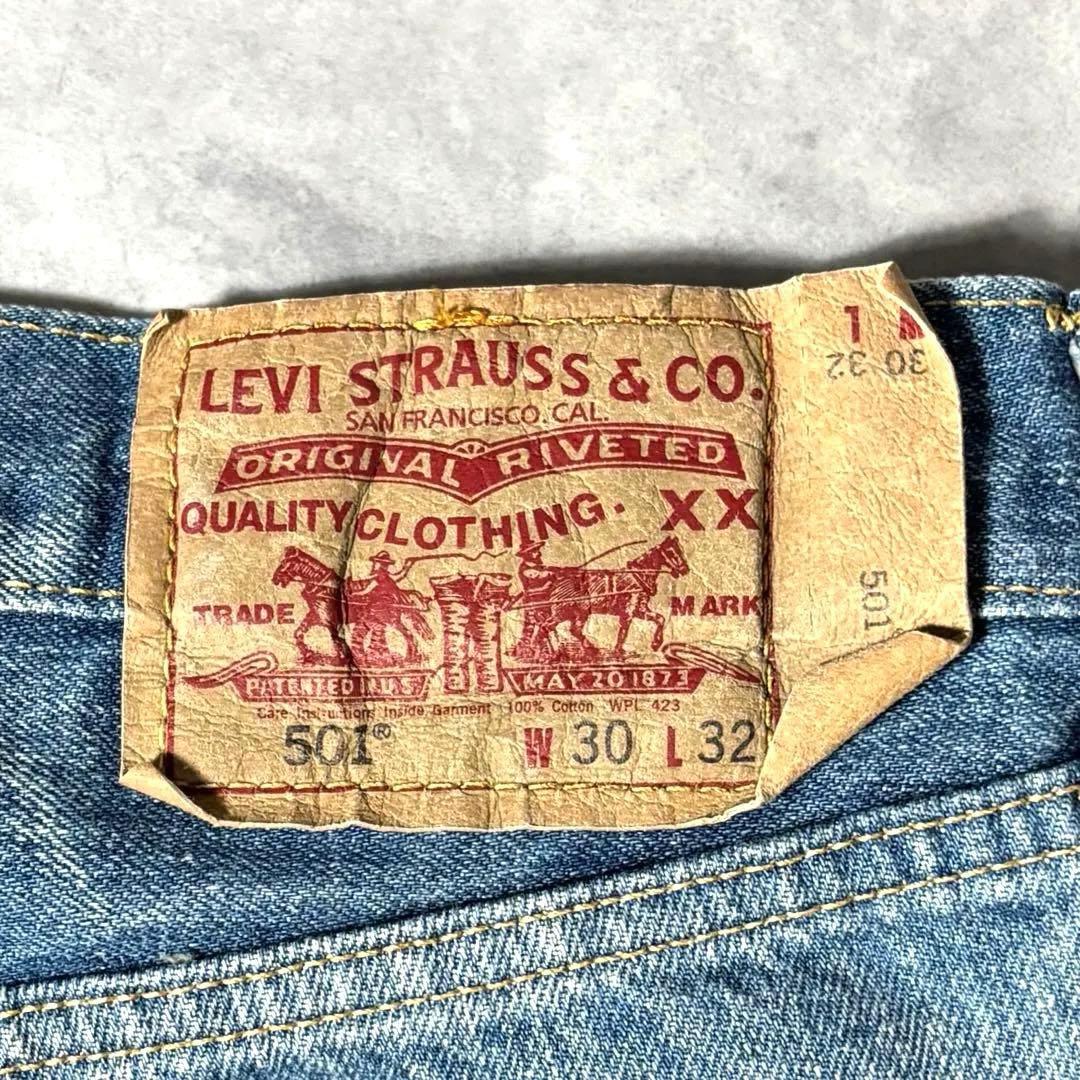 LEVI STRAUSS & CO.
SAN FRANCISCO. CAL.
ORIGINAL RIVETED
QUALITY CLOTHING. XX
TRADE MARK
PATENTED IN U.S. MAY 20 1873
Care Instructions Inside Garment 100% Cotton WPL 423
501® W 30 L 32
L W
30 32
501